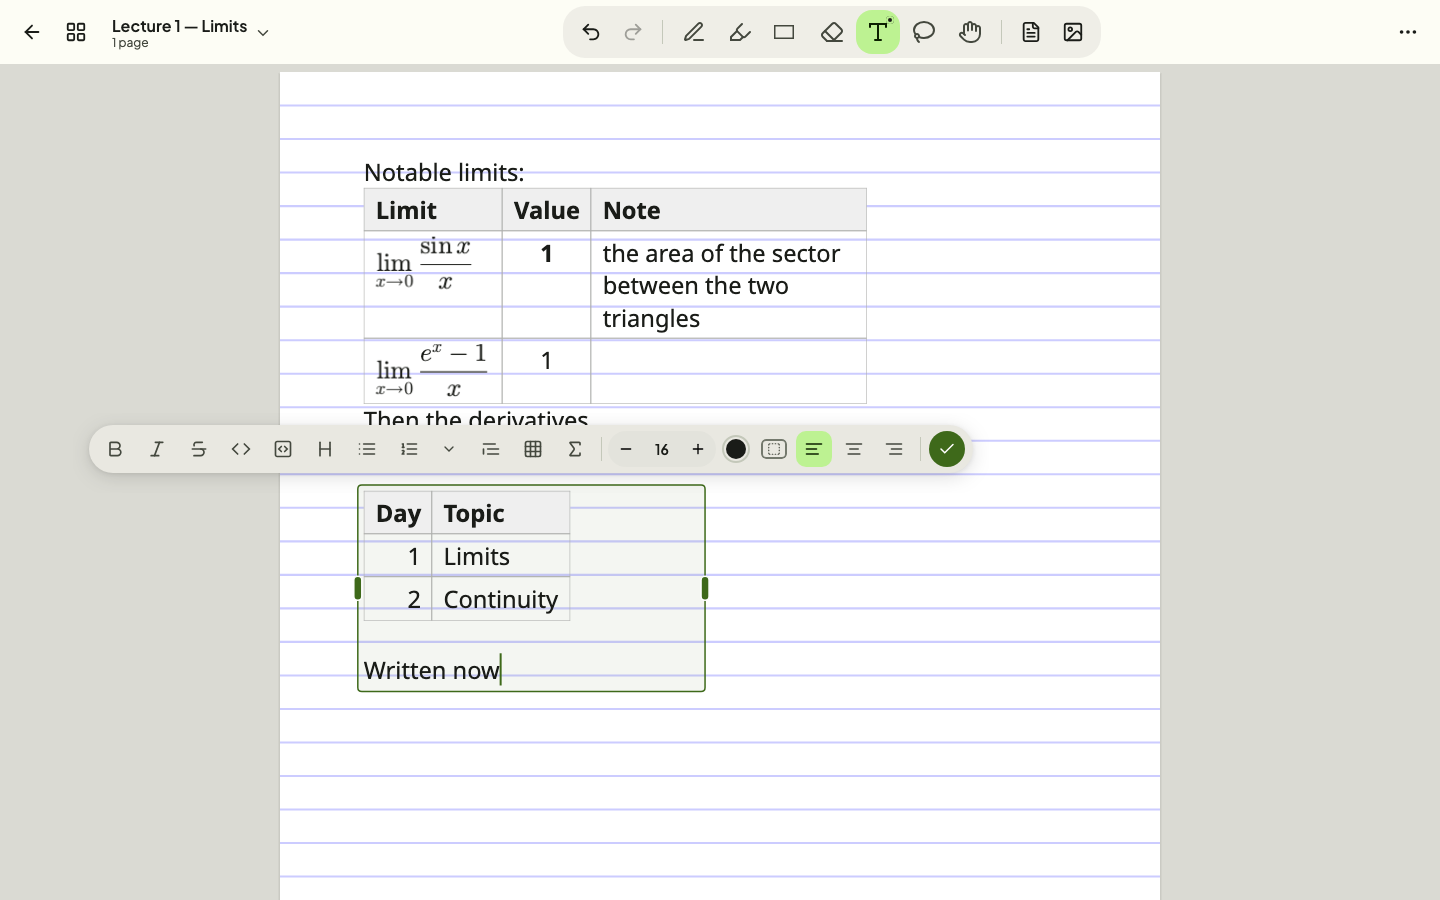 Lecture 1 — Limits
1 page
Notable limits:
Limit Value Note
lim x→0 sin x / x 1 the area of the sector
between the two
triangles
lim x→0 e^x − 1 / x 1
Then the derivatives
B I S H 16
Day Topic
1 Limits
2 Continuity
Written now